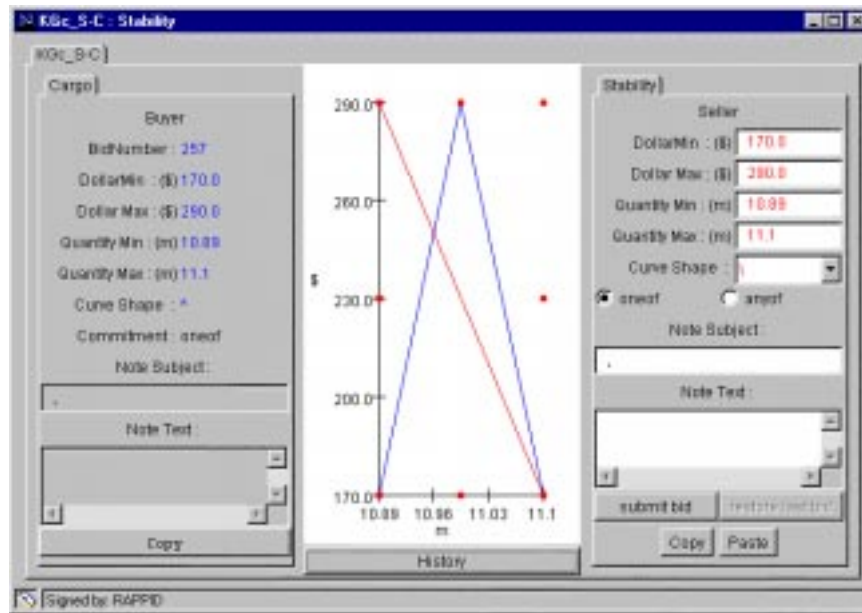 KGc_S-C : Stability
KGc_S-C
Cargo
Buyer
BidNumber : 257
DollarMin : ($) 170.0
Dollar Max : ($) 290.0
Quantity Min : (m) 10.89
Quantity Max : (m) 11.1
Curve Shape : ^
Commitment : oneof
Note Subject :
.
Note Text :
Copy
290.0
260.0
$
230.0
200.0
170.0
10.89 10.96 11.03 11.1
m
History
Stability
Seller
DollarMin : ($) 170.0
Dollar Max : ($) 290.0
Quantity Min : (m) 10.89
Quantity Max : (m) 11.1
Curve Shape : \
oneof anyof
Note Subject :
.
Note Text :
submit bid
Copy Paste
Signed by: RAPPID